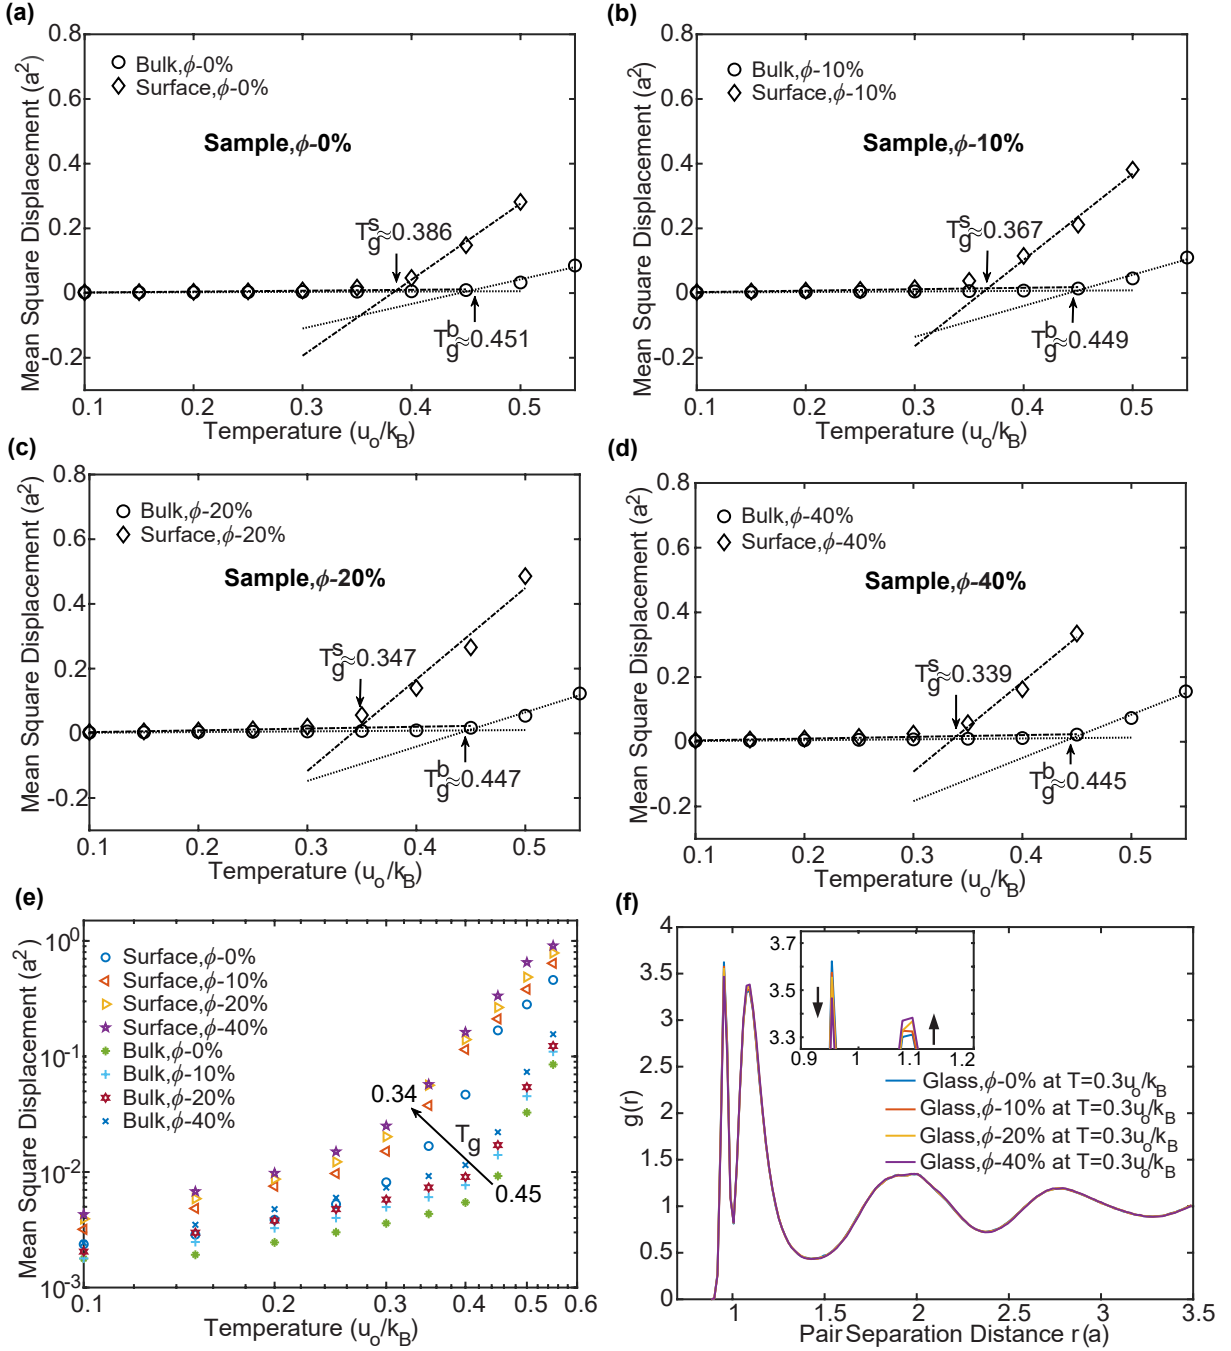 (a)
0.8
0.6
0.4
0.2
0
-0.2
Mean Square Displacement (a²)
Bulk,ϕ-0%
Surface,ϕ-0%
Sample,ϕ-0%
T_g^s≈0.386
T_g^b≈0.451
0.1 0.2 0.3 0.4 0.5
Temperature (u_o/k_B)
(b)
0.8
0.6
0.4
0.2
0
-0.2
Mean Square Displacement (a²)
Bulk,ϕ-10%
Surface,ϕ-10%
Sample,ϕ-10%
T_g^s≈0.367
T_g^b≈0.449
0.1 0.2 0.3 0.4 0.5
Temperature (u_o/k_B)
(c)
0.8
0.6
0.4
0.2
0
-0.2
Mean Square Displacement (a²)
Bulk,ϕ-20%
Surface,ϕ-20%
Sample,ϕ-20%
T_g^s≈0.347
T_g^b≈0.447
0.1 0.2 0.3 0.4 0.5
Temperature (u_o/k_B)
(d)
0.8
0.6
0.4
0.2
0
-0.2
Mean Square Displacement (a²)
Bulk,ϕ-40%
Surface,ϕ-40%
Sample,ϕ-40%
T_g^s≈0.339
T_g^b≈0.445
0.1 0.2 0.3 0.4 0.5
Temperature (u_o/k_B)
(e)
10⁰
10⁻¹
10⁻²
10⁻³
Mean Square Displacement (a²)
Surface,ϕ-0%
Surface,ϕ-10%
Surface,ϕ-20%
Surface,ϕ-40%
Bulk,ϕ-0%
Bulk,ϕ-10%
Bulk,ϕ-20%
Bulk,ϕ-40%
0.34
T_g
0.45
0.1 0.2 0.3 0.4 0.5 0.6
Temperature (u_o/k_B)
(f)
4
3.5
3
2.5
2
1.5
1
0.5
0
g(r)
3.7
3.5
3.3
0.9 1 1.1 1.2
Glass,ϕ-0% at T=0.3u_o/k_B
Glass,ϕ-10% at T=0.3u_o/k_B
Glass,ϕ-20% at T=0.3u_o/k_B
Glass,ϕ-40% at T=0.3u_o/k_B
1 1.5 2 2.5 3 3.5
Pair Separation Distance r(a)